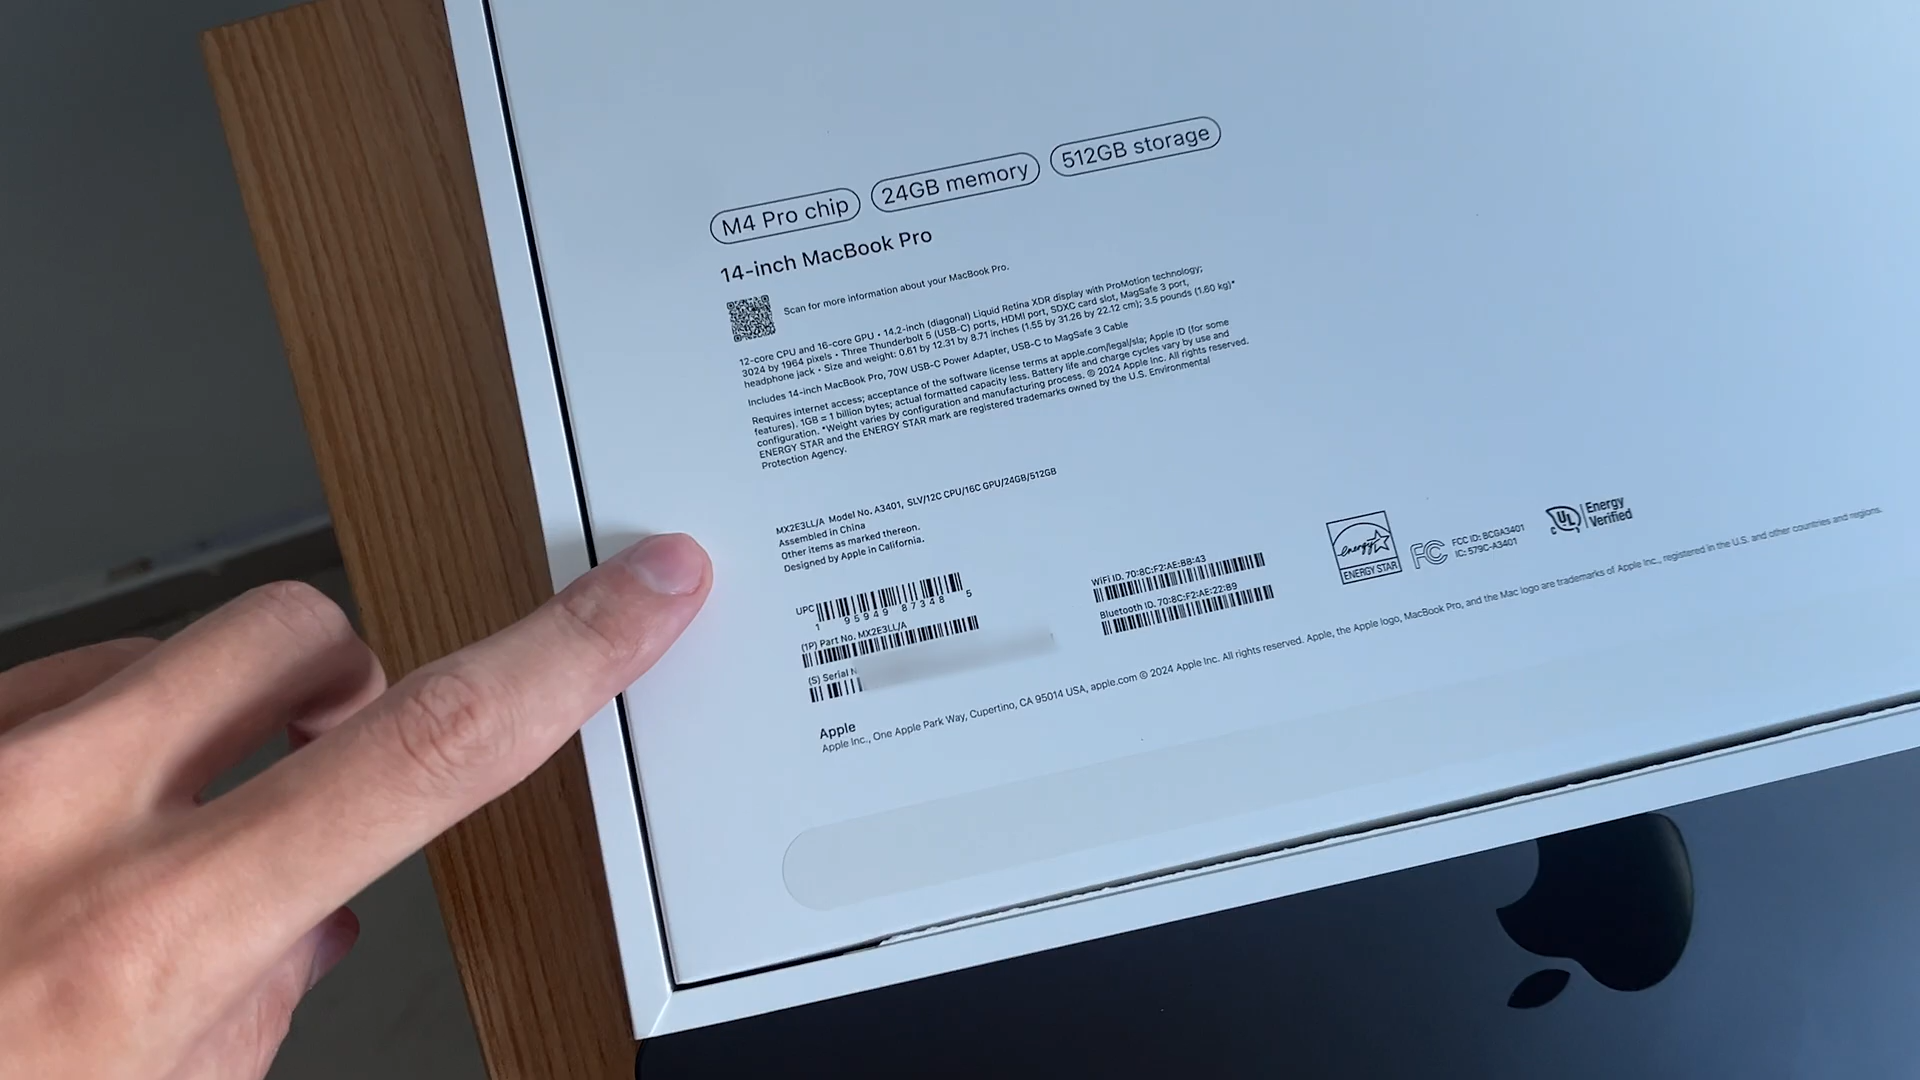 M4 Pro chip 24GB memory 512GB storage
14-inch MacBook Pro
Scan for more information about your MacBook Pro.
12-core CPU and 16-core GPU • 14.2-inch (diagonal) Liquid Retina XDR display with ProMotion technology;
3024 by 1964 pixels • Three Thunderbolt 5 (USB-C) ports, HDMI port, SDXC card slot, MagSafe 3 port,
headphone jack • Size and weight: 0.61 by 12.31 by 8.71 inches (1.55 by 31.26 by 22.12 cm); 3.5 pounds (1.60 kg)*
Includes 14-inch MacBook Pro, 70W USB-C Power Adapter, USB-C to MagSafe 3 Cable
Requires internet access; acceptance of the software license terms at apple.com/legal/sla; Apple ID (for some
features). 1GB = 1 billion bytes; actual formatted capacity less. Battery life and charge cycles vary by use and
configuration. *Weight varies by configuration and manufacturing process. © 2024 Apple Inc. All rights reserved.
ENERGY STAR and the ENERGY STAR mark are registered trademarks owned by the U.S. Environmental
Protection Agency.
MX2E3LL/A Model No. A3401, SLV/12C CPU/16C GPU/24GB/512GB
Assembled in China
Other items as marked thereon.
Designed by Apple in California.
UPC
1 95949 87348 5
(1P) Part No. MX2E3LL/A
(S) Serial N
WiFi ID. 70:8C:F2:AE:BB:43
Bluetooth ID. 70:8C:F2:AE:22:B9
energy
ENERGY STAR
FC
FCC ID: BCGA3401
IC: 579C-A3401
UL
Energy
Verified
Apple
Apple Inc., One Apple Park Way, Cupertino, CA 95014 USA, apple.com © 2024 Apple Inc. All rights reserved. Apple, the Apple logo, MacBook Pro, and the Mac logo are trademarks of Apple Inc., registered in the U.S. and other countries and regions.